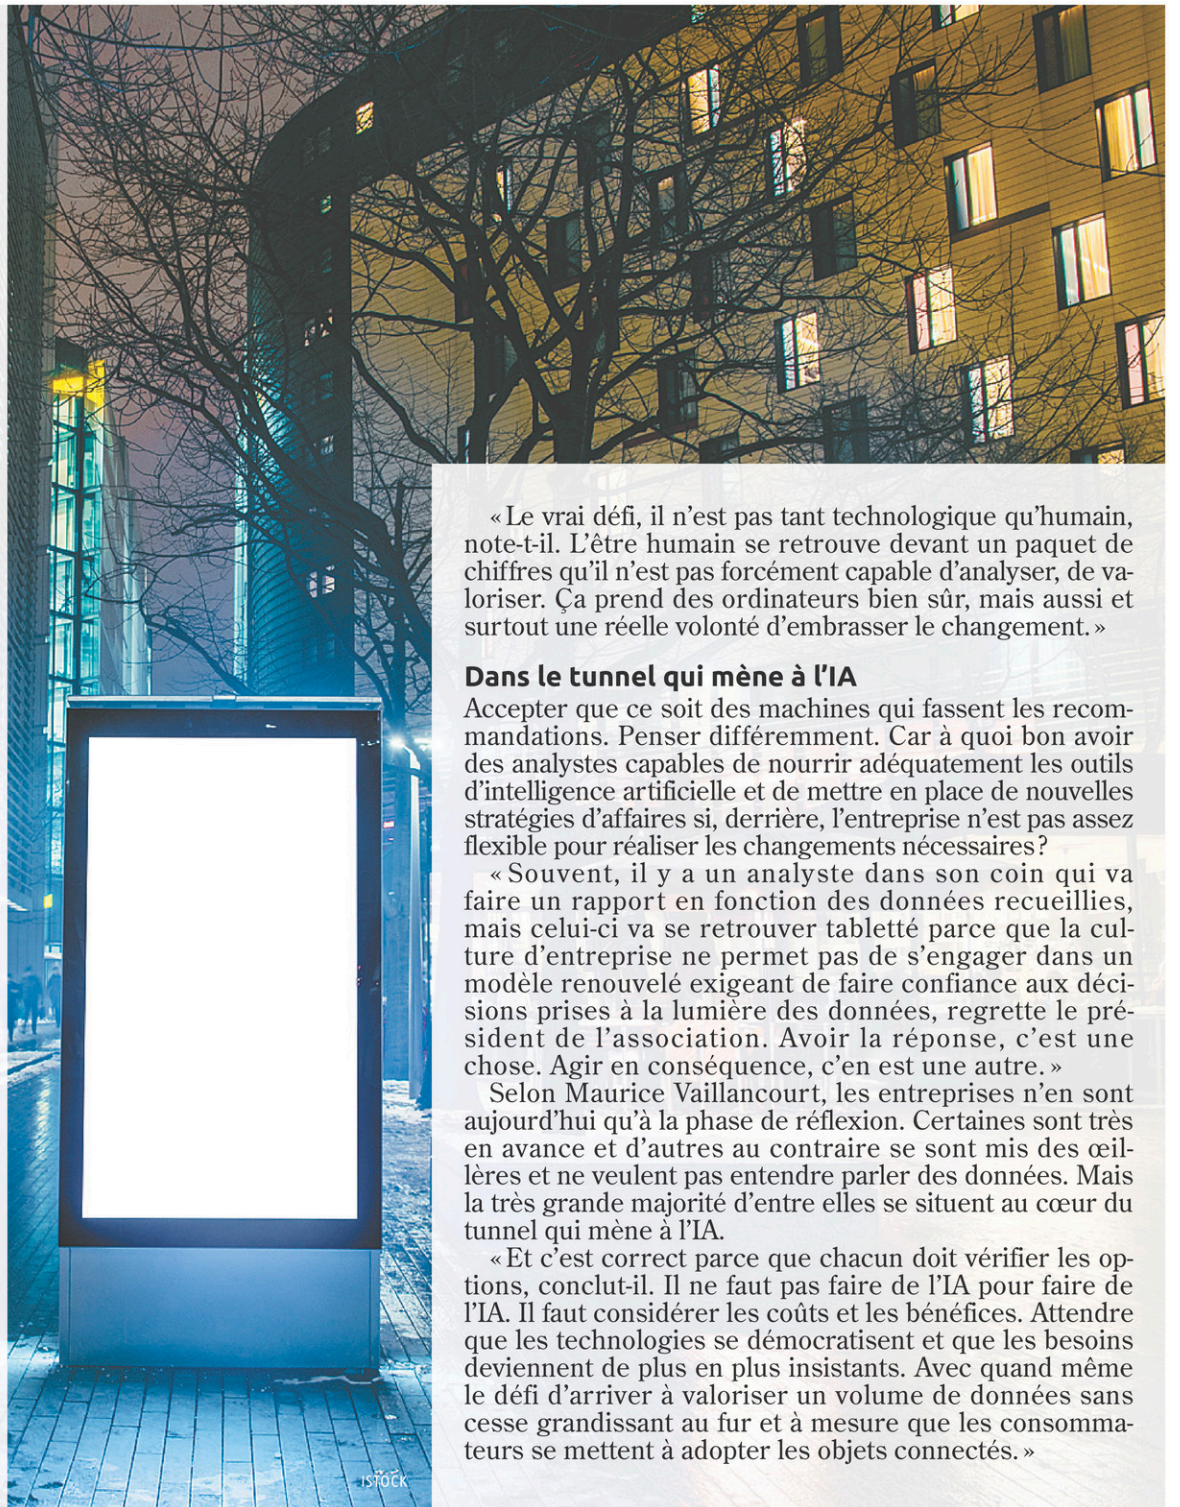 « Le vrai défi, il n’est pas tant technologique qu’humain,
note-t-il. L’être humain se retrouve devant un paquet de
chiffres qu’il n’est pas forcément capable d’analyser, de va-
loriser. Ça prend des ordinateurs bien sûr, mais aussi et
surtout une réelle volonté d’embrasser le changement. »
Dans le tunnel qui mène à l’IA
Accepter que ce soit des machines qui fassent les recom-
mandations. Penser différemment. Car à quoi bon avoir
des analystes capables de nourrir adéquatement les outils
d’intelligence artificielle et de mettre en place de nouvelles
stratégies d’affaires si, derrière, l’entreprise n’est pas assez
flexible pour réaliser les changements nécessaires ?
« Souvent, il y a un analyste dans son coin qui va
faire un rapport en fonction des données recueillies,
mais celui-ci va se retrouver tabletté parce que la cul-
ture d’entreprise ne permet pas de s’engager dans un
modèle renouvelé exigeant de faire confiance aux déci-
sions prises à la lumière des données, regrette le pré-
sident de l’association. Avoir la réponse, c’est une
chose. Agir en conséquence, c’en est une autre. »
Selon Maurice Vaillancourt, les entreprises n’en sont
aujourd’hui qu’à la phase de réflexion. Certaines sont très
en avance et d’autres au contraire se sont mis des œil-
lères et ne veulent pas entendre parler des données. Mais
la très grande majorité d’entre elles se situent au cœur du
tunnel qui mène à l’IA.
« Et c’est correct parce que chacun doit vérifier les op-
tions, conclut-il. Il ne faut pas faire de l’IA pour faire de
l’IA. Il faut considérer les coûts et les bénéfices. Attendre
que les technologies se démocratisent et que les besoins
deviennent de plus en plus insistants. Avec quand même
le défi d’arriver à valoriser un volume de données sans
cesse grandissant au fur et à mesure que les consomma-
teurs se mettent à adopter les objets connectés. »
ISTOCK